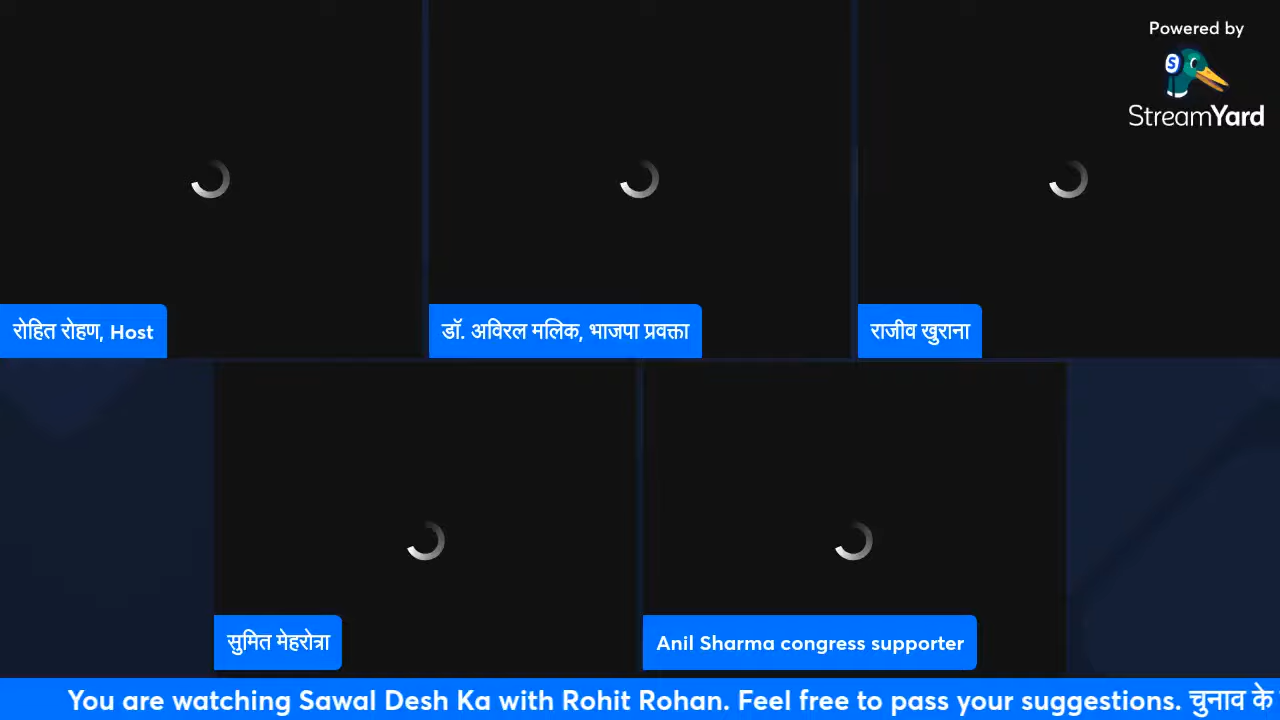 Powered by
S
StreamYard
रोहित रोहण, Host
डॉ. अविरल मलिक, भाजपा प्रवक्ता
राजीव खुराना
सुमित मेहरोत्रा
Anil Sharma congress supporter
You are watching Sawal Desh Ka with Rohit Rohan. Feel free to pass your suggestions. चुनाव के